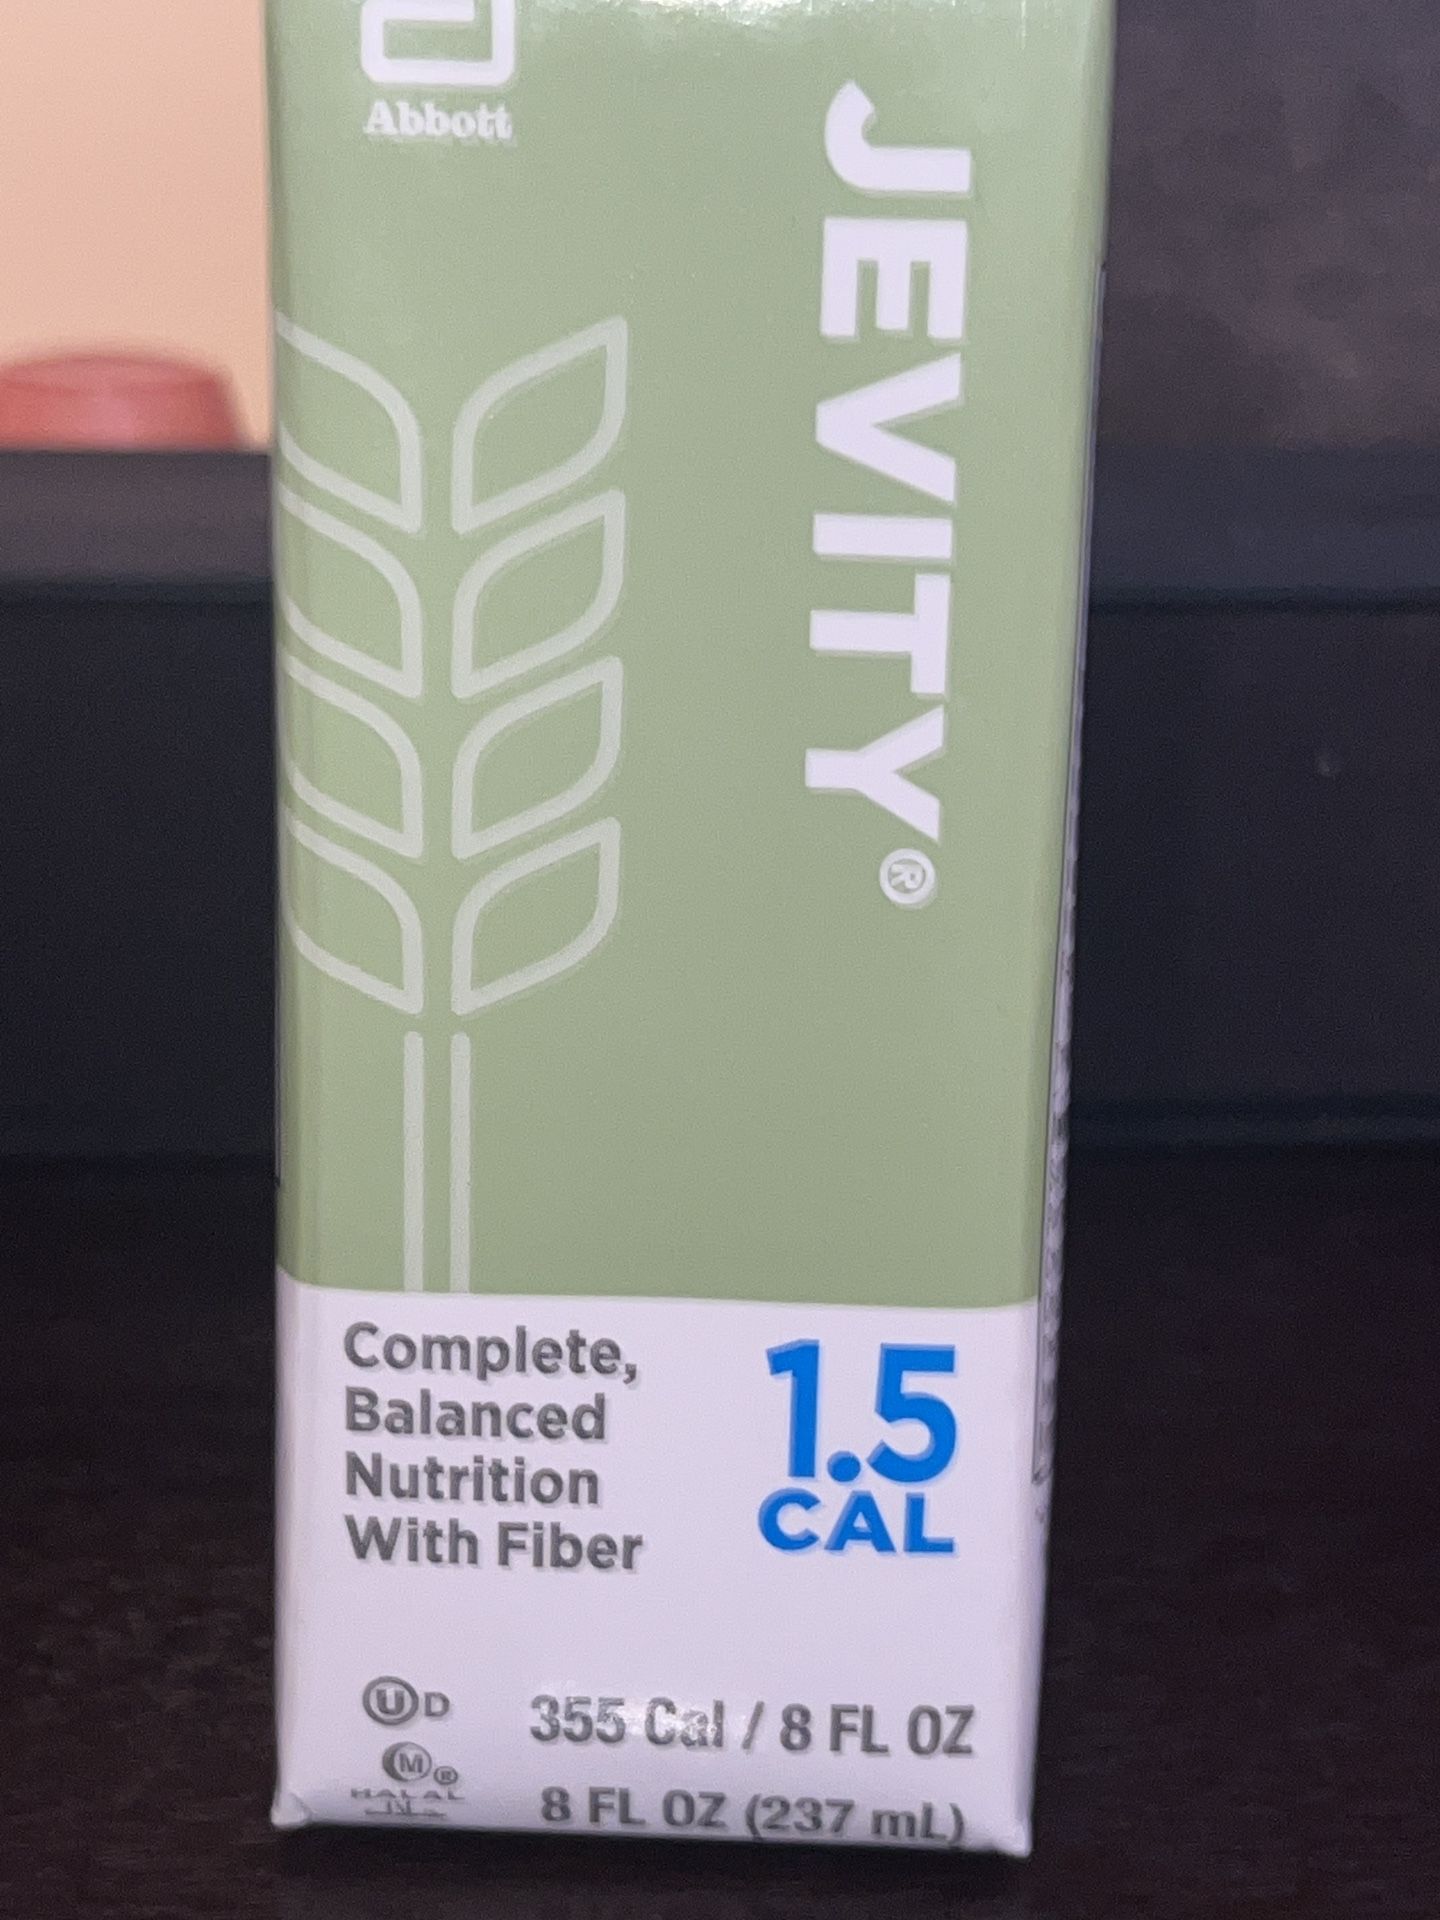 Abbott
JEVITY®
Complete,
Balanced
Nutrition
With Fiber
1.5
CAL
U D
M ®
HALAL
355 Cal / 8 FL OZ
8 FL OZ (237 mL)